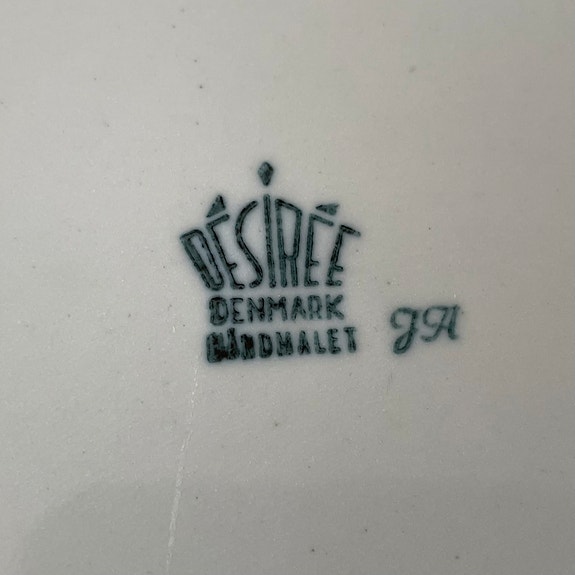 DÉSIRÉE
DENMARK
HÅNDMALET
JA